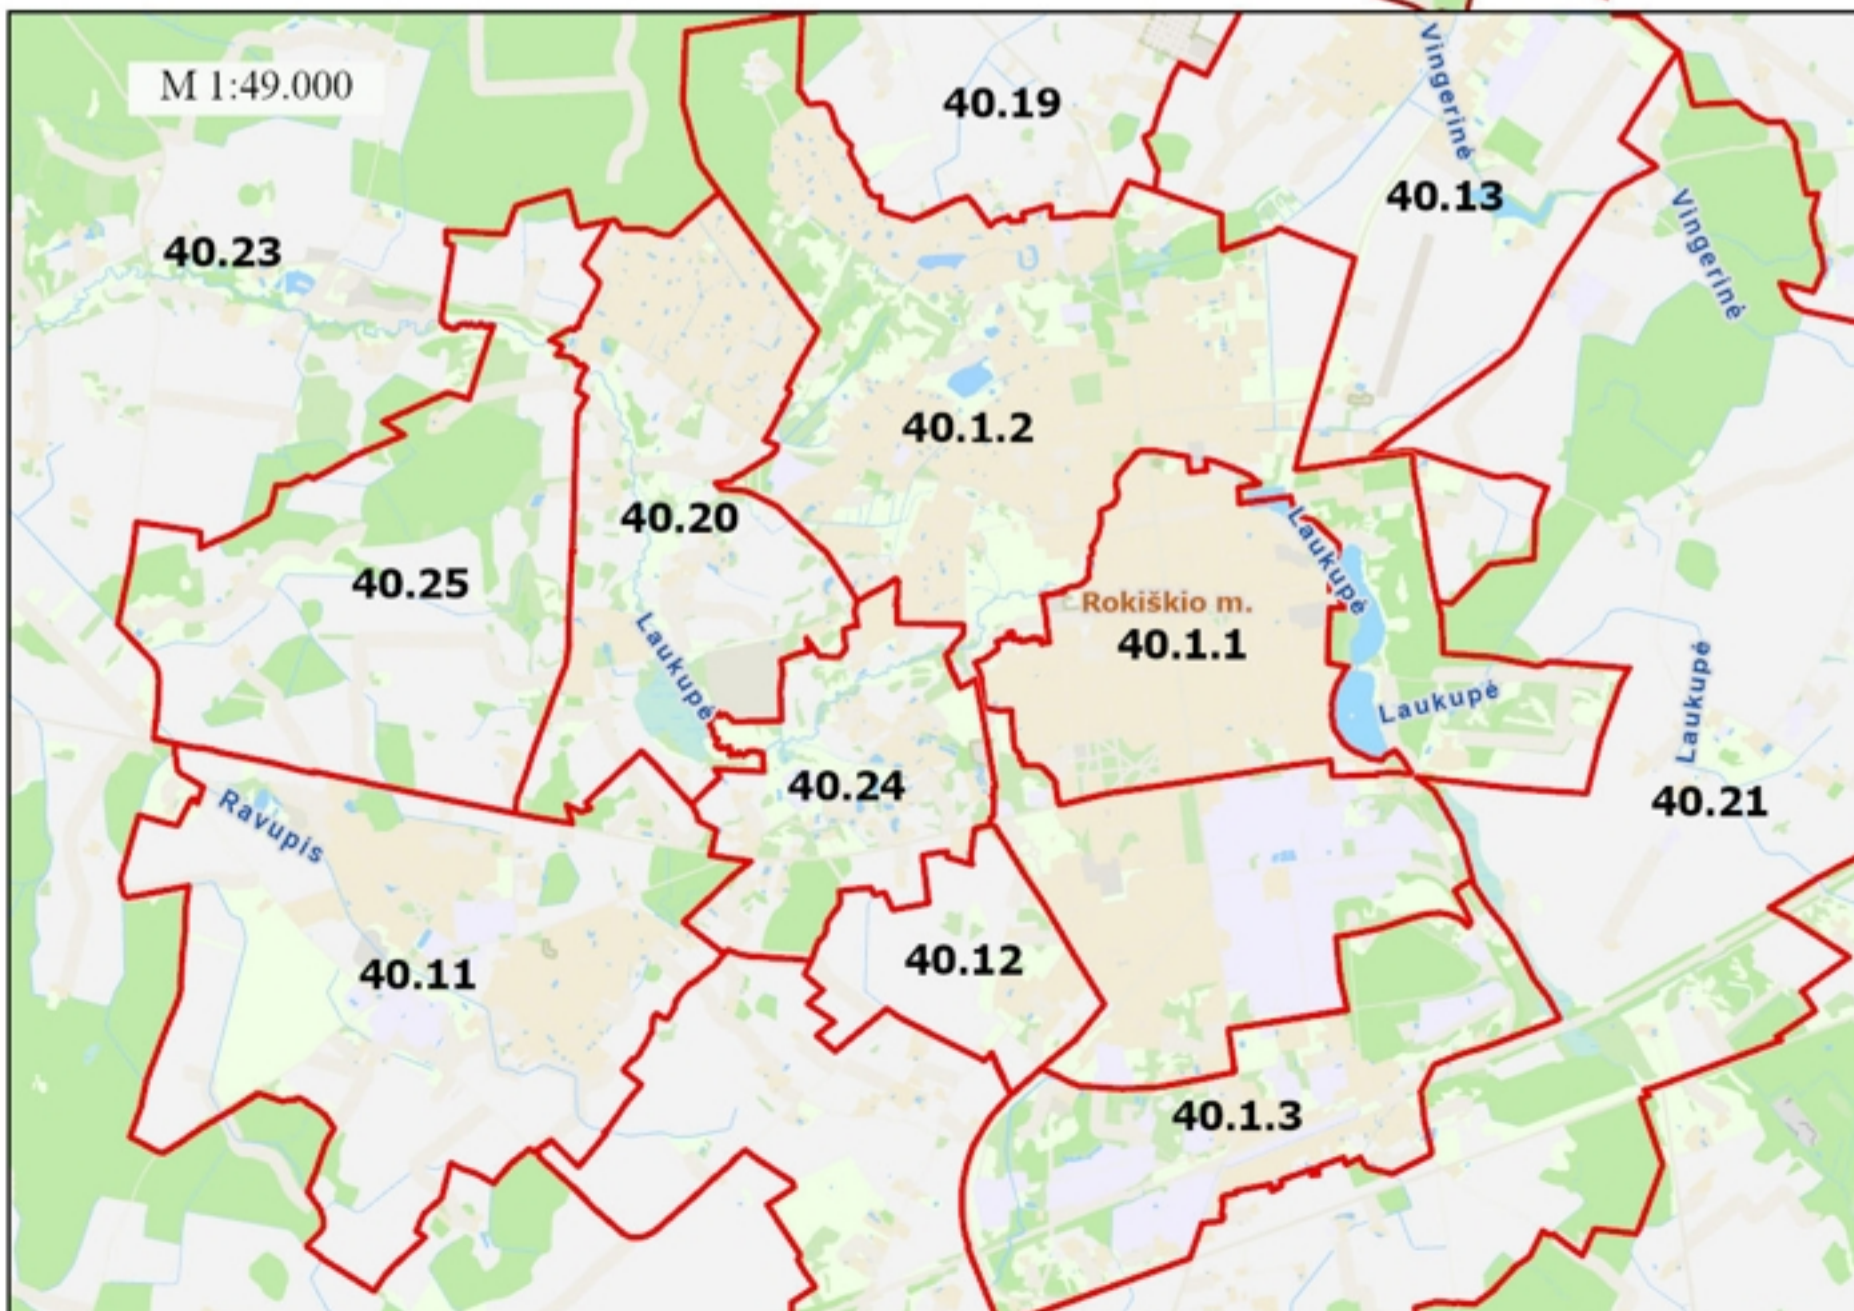 Vingerinė
M 1:49.000
40.19
40.13
Vingerinė
40.23
40.1.2
40.20
Laukupė
40.25
Rokiškio m.
40.1.1
Laukupė
Laukupė
Laukupė
40.24
40.21
Ravupis
40.11
40.12
40.1.3